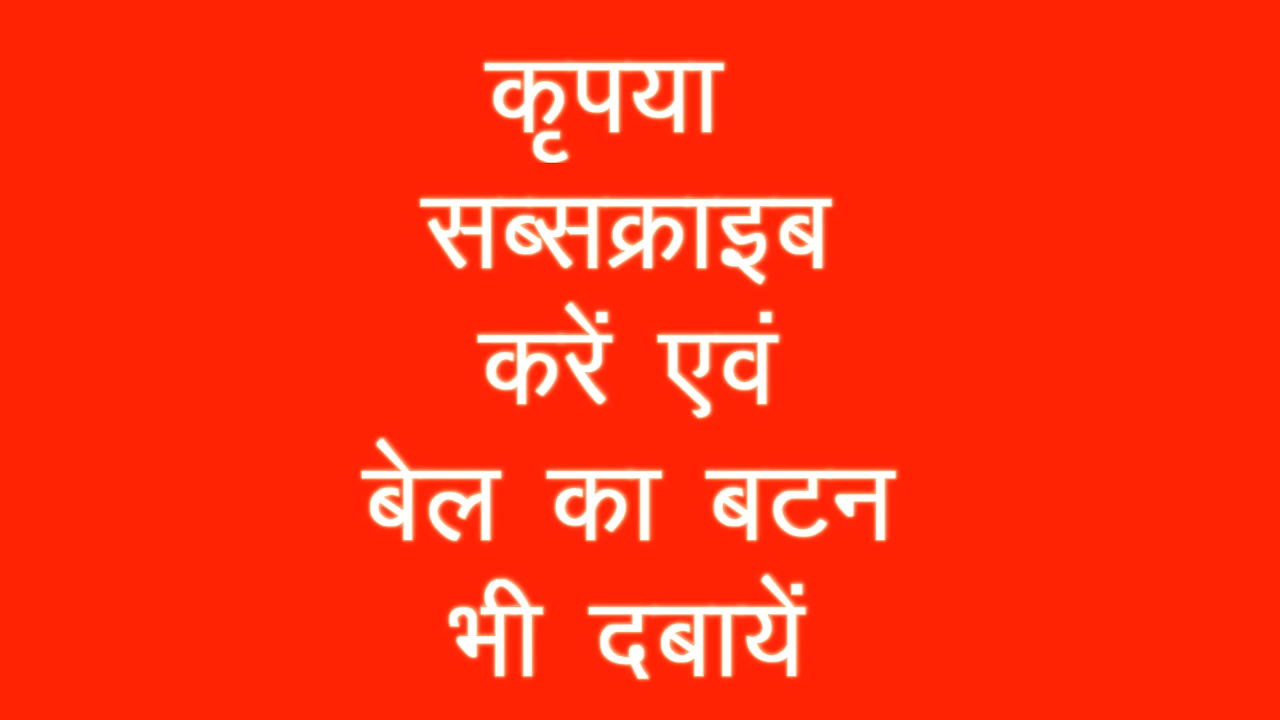 कृपया
सब्सक्राइब
करें एवं
बेल का बटन
भी दबायें